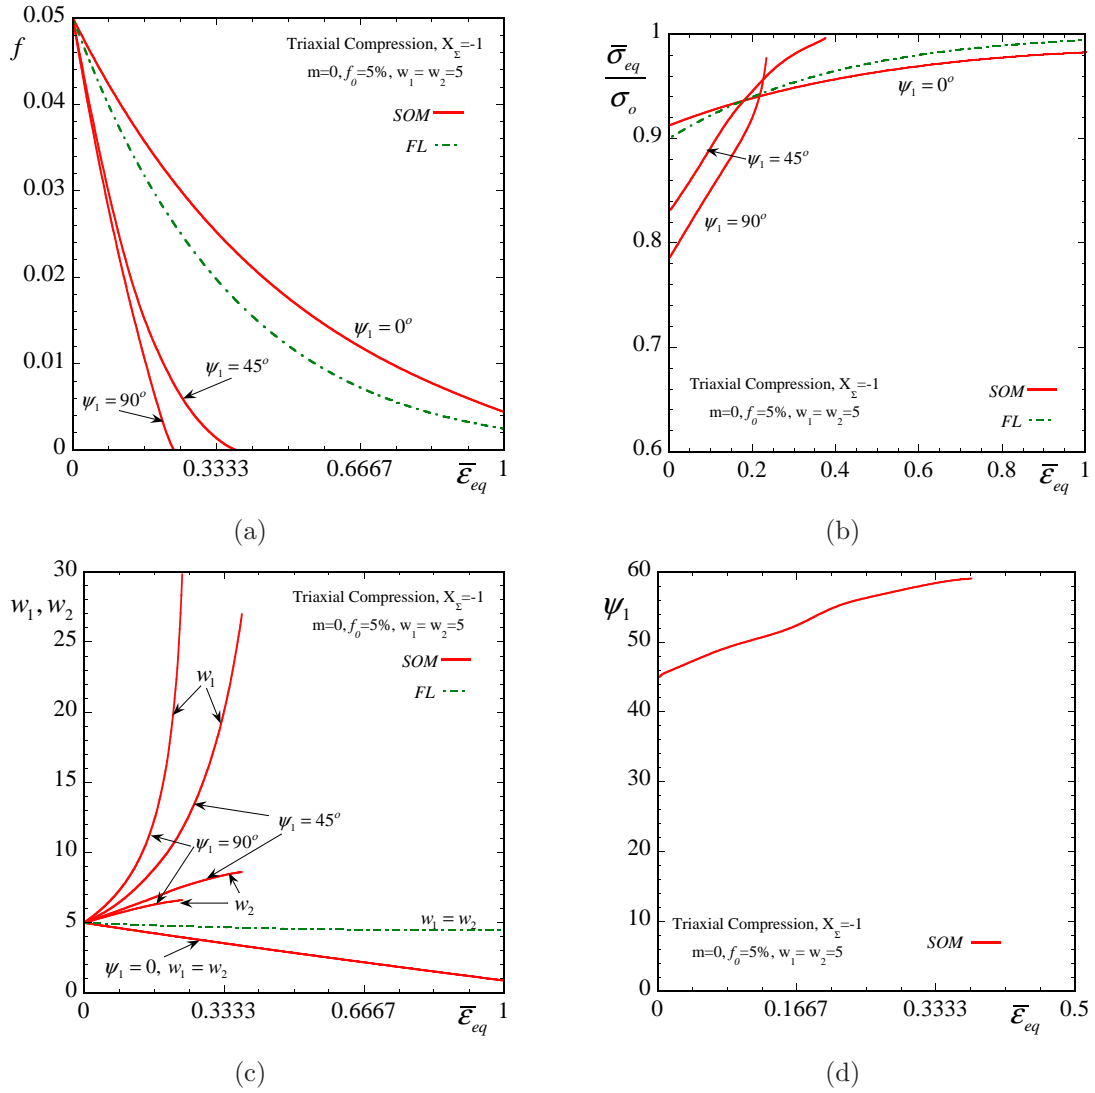 0.05
f
0.04
0.03
0.02
0.01
0
Triaxial Compression, X_Σ=-1
m=0, f_0=5%, w_1= w_2=5
SOM
FL
ψ_1 = 0°
ψ_1 = 45°
ψ_1 = 90°
0 0.3333 0.6667 ε̅_eq 1
(a)
1
σ̅_eq
σ_o
0.9
0.8
0.7
0.6
ψ_1 = 0°
ψ_1 = 45°
ψ_1 = 90°
Triaxial Compression, X_Σ=-1
m=0, f_0=5%, w_1= w_2=5
SOM
FL
0 0.2 0.4 0.6 0.8 ε̅_eq 1
(b)
30
w_1, w_2
25
20
15
10
5
0
Triaxial Compression, X_Σ=-1
m=0, f_0=5%, w_1= w_2=5
SOM
FL
w_1
ψ_1 = 45°
ψ_1 = 90°
w_2
w_1 = w_2
ψ_1 = 0, w_1 = w_2
0 0.3333 0.6667 ε̅_eq 1
(c)
60
ψ_1
50
40
30
20
10
0
Triaxial Compression, X_Σ=-1
m=0, f_0=5%, w_1= w_2=5
SOM
0 0.1667 0.3333 ε̅_eq 0.5
(d)